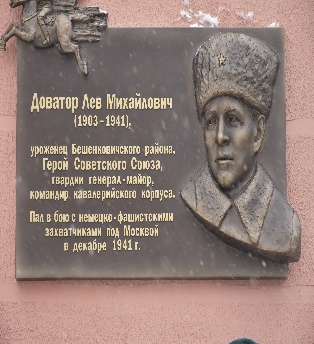 Доватор Лев Михайлович
(1903-1941),
уроженец Бешенковичского района,
Герой Советского Союза,
гвардии генерал-майор,
командир кавалерийского корпуса.
Пал в бою с немецко-фашистскими
захватчиками под Москвой
в декабре 1941 г.